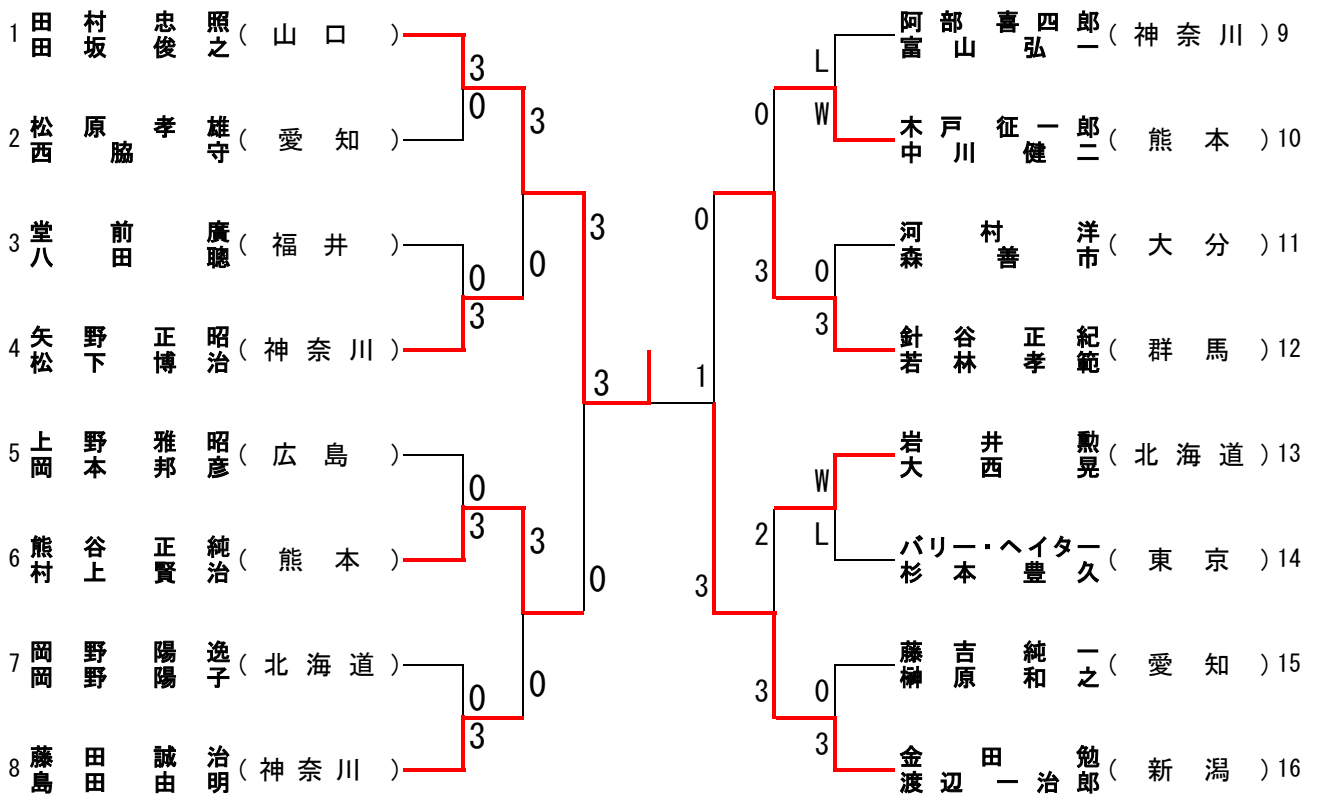 1 田村忠照 (山口)
田坂俊之
3
0
2 松原孝雄 (愛知)
西脇守
3
3 堂前廣 (福井)
八田聰
0
3
0
4 矢野正昭 (神奈川)
松下博治
3
5 上野雅昭 (広島)
岡本邦彦
0
3
6 熊谷正純 (熊本)
村上賢治
3
7 岡野陽逸 (北海道)
岡野陽子
0
3
0
8 藤田誠治 (神奈川)
島田由明
0
3
1
阿部喜四郎 (神奈川) 9
富山弘一
L
W
木戸征一郎 (熊本) 10
中川健二
0
河村洋 (大分) 11
森善市
0
3
3
針谷正紀 (群馬) 12
若林孝範
0
岩井勲 (北海道) 13
大西晃
W
L
バリー・ヘイター (東京) 14
杉本豊久
2
藤吉純一 (愛知) 15
榊原和之
0
3
3
金田勉 (新潟) 16
渡辺一治郎
3